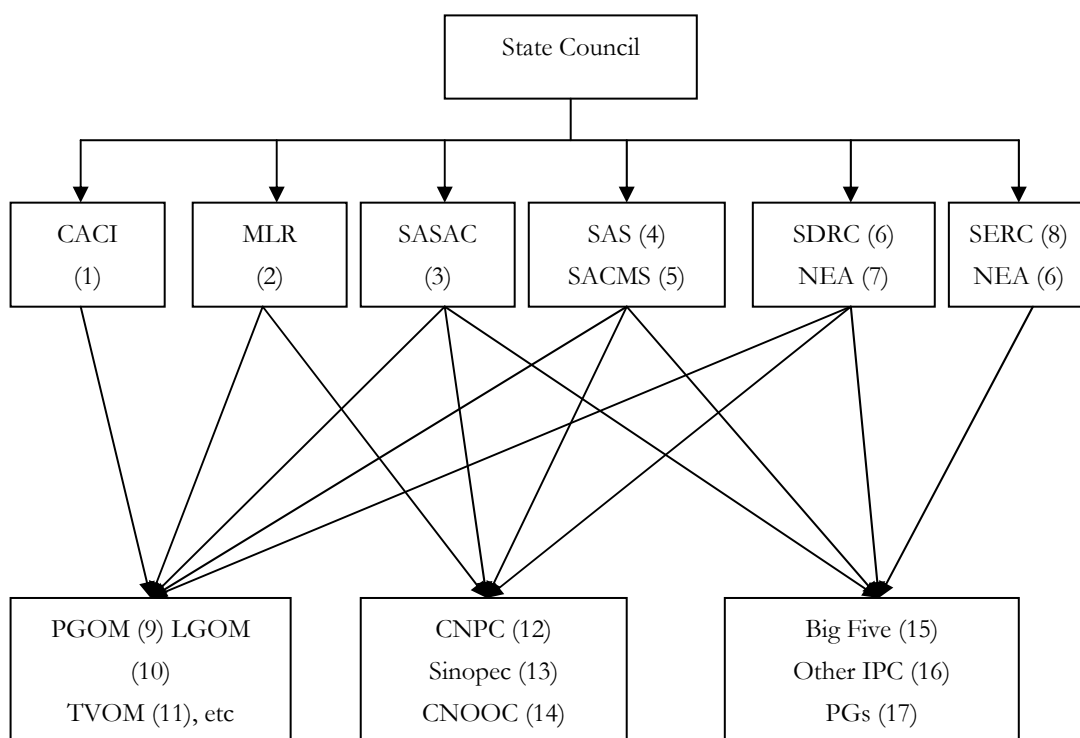 State Council
CACI
(1)
MLR
(2)
SASAC
(3)
SAS (4)
SACMS (5)
SDRC (6)
NEA (7)
SERC (8)
NEA (6)
PGOM (9) LGOM
(10)
TVOM (11), etc
CNPC (12)
Sinopec (13)
CNOOC (14)
Big Five (15)
Other IPC (16)
PGs (17)